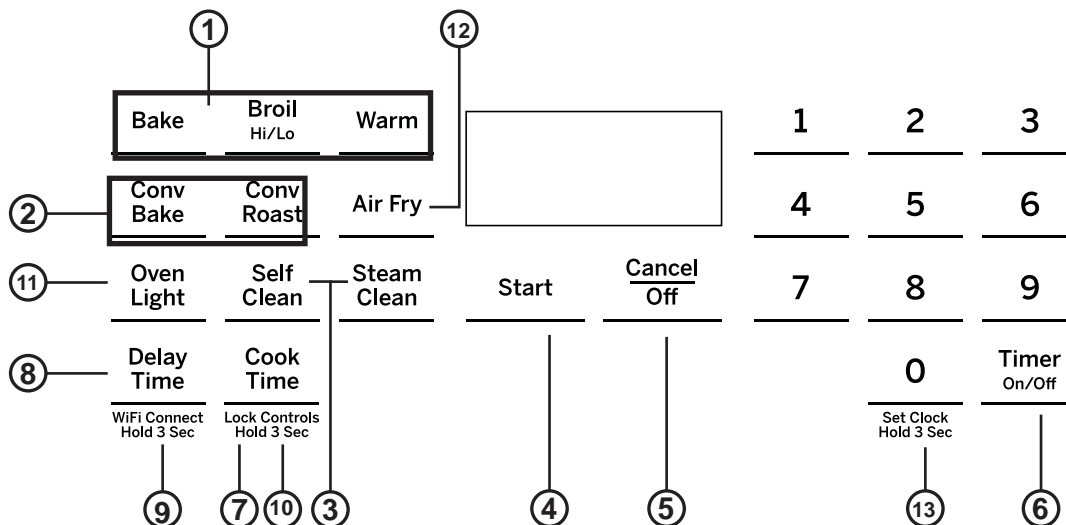 1
12
Bake
Broil
Hi/Lo
Warm
1 2 3
2
Conv
Bake
Conv
Roast
Air Fry
4 5 6
11
Oven
Light
Self
Clean
Steam
Clean
Start
Cancel
Off
7 8 9
8
Delay
Time
Cook
Time
0
Timer
On/Off
WiFi Connect
Hold 3 Sec
Lock Controls
Hold 3 Sec
Set Clock
Hold 3 Sec
9 7 10 3 4 5 13 6